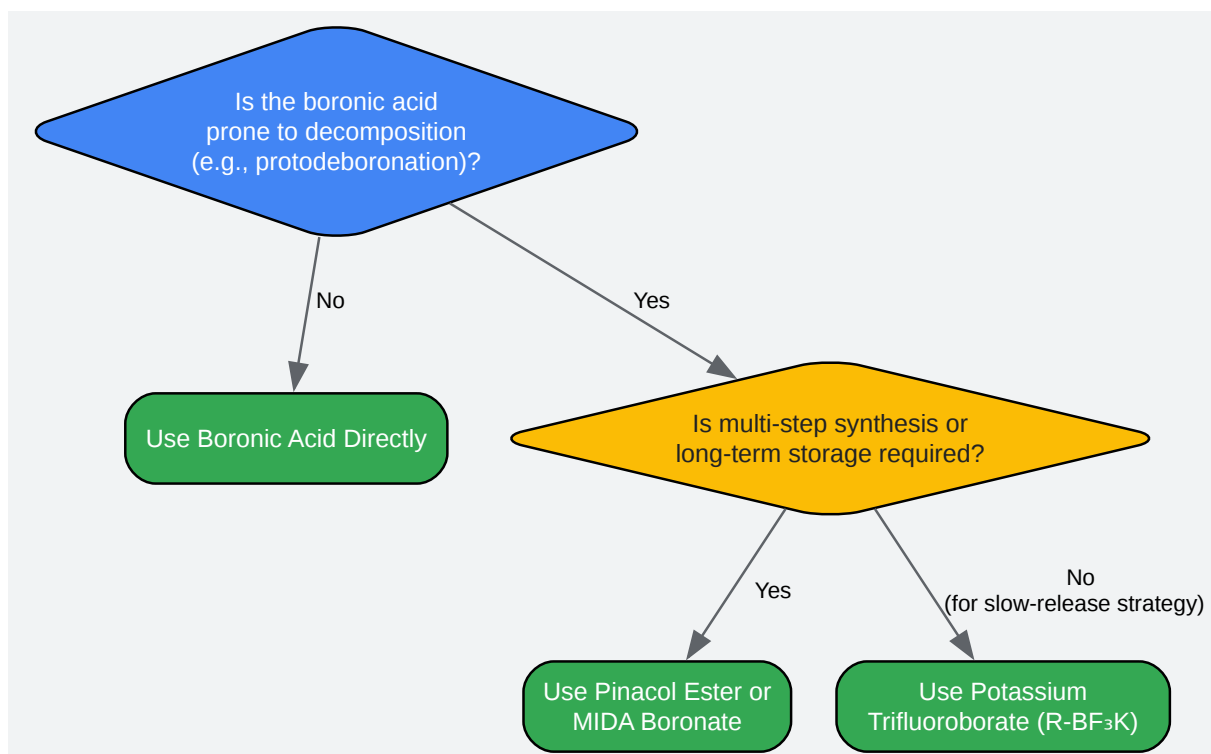 Is the boronic acid
prone to decomposition
(e.g., protodeboronation)?
No
Yes
Use Boronic Acid Directly
Is multi-step synthesis or
long-term storage required?
Yes
No
(for slow-release strategy)
Use Pinacol Ester or
MIDA Boronate
Use Potassium
Trifluoroborate (R-BF₃K)